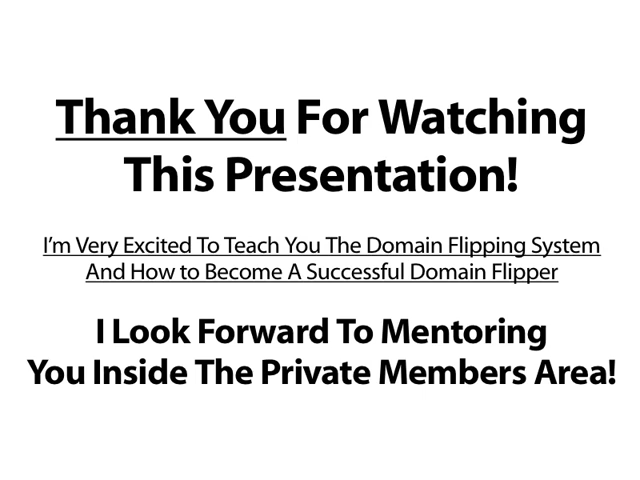 Thank You For Watching
This Presentation!
I'm Very Excited To Teach You The Domain Flipping System
And How to Become A Successful Domain Flipper
I Look Forward To Mentoring
You Inside The Private Members Area!